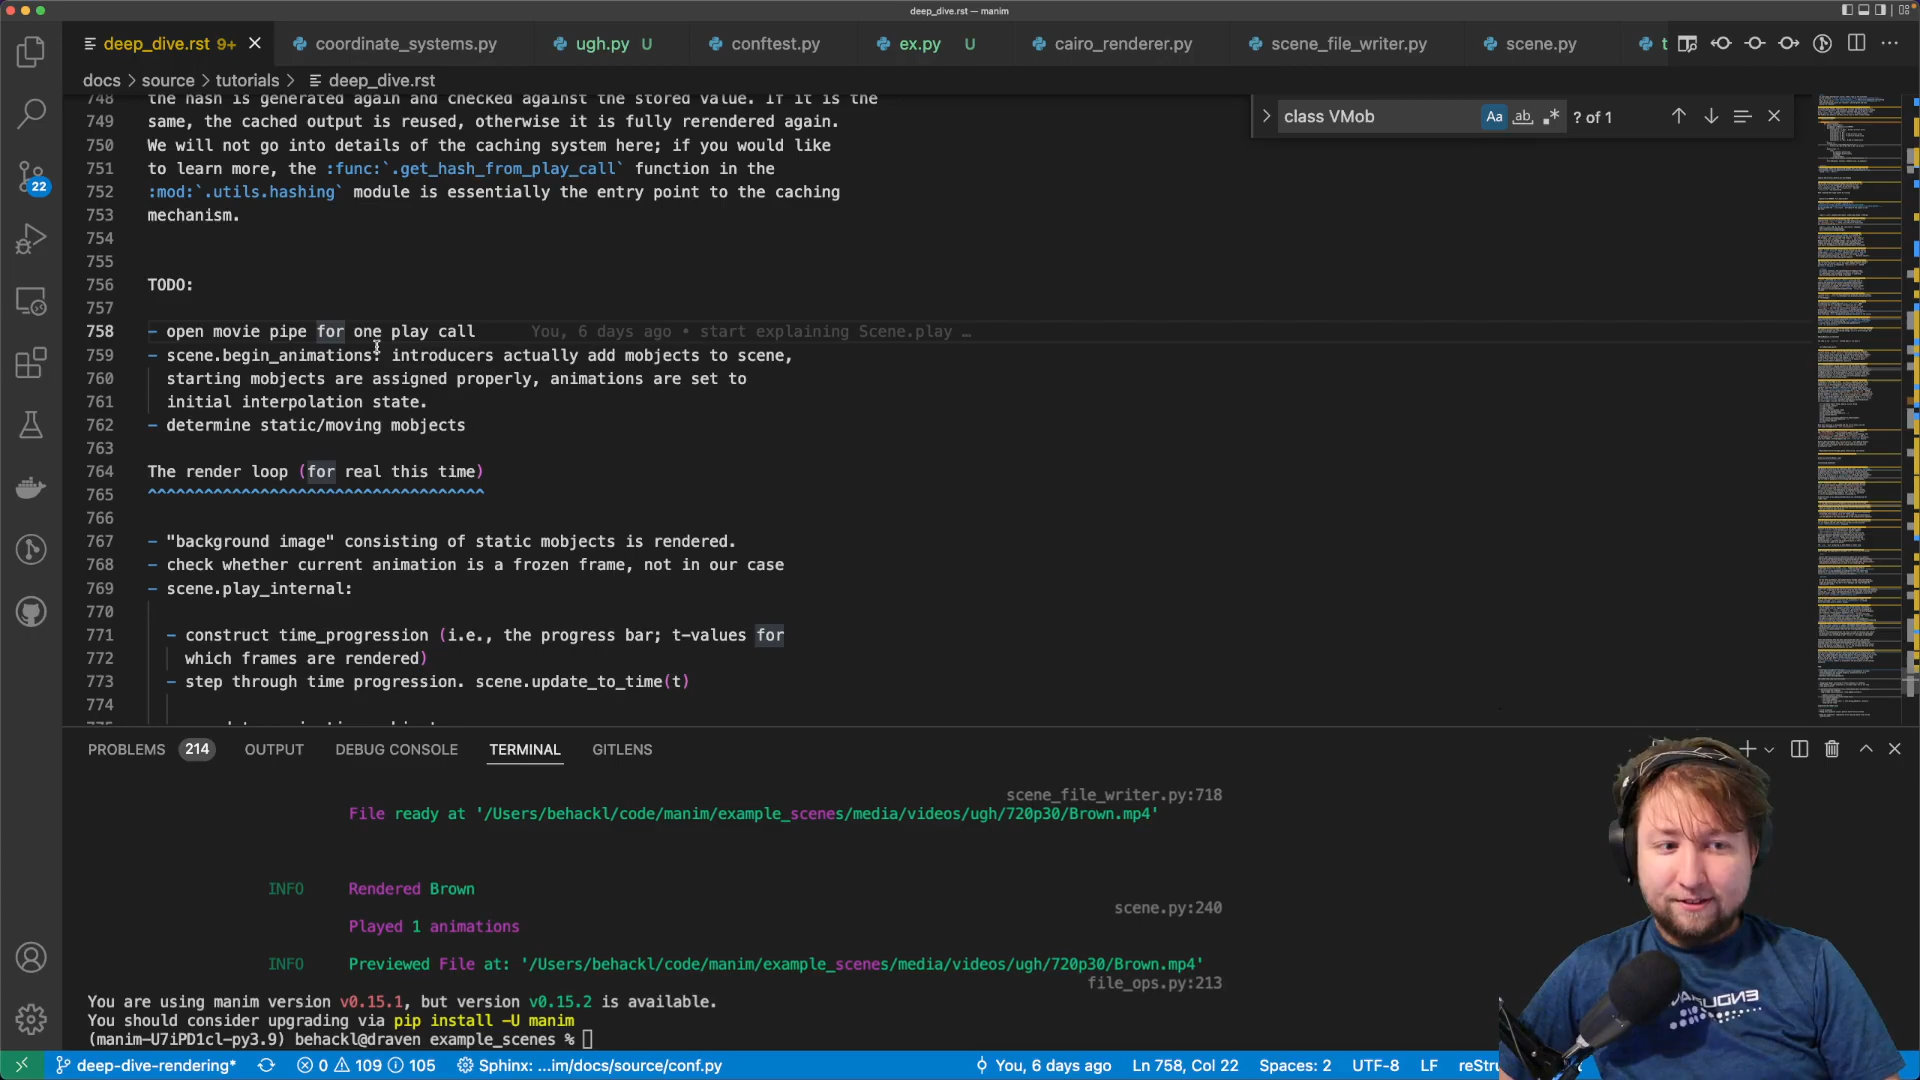 deep_dive.rst — manim
deep_dive.rst 9+
coordinate_systems.py
ugh.py U
conftest.py
ex.py U
cairo_renderer.py
scene_file_writer.py
scene.py
t
docs > source > tutorials > deep_dive.rst
class VMob
Aa
ab
? of 1
748 the hash is generated again and checked against the stored value. If it is the
749 same, the cached output is reused, otherwise it is fully rerendered again.
750 We will not go into details of the caching system here; if you would like
751 to learn more, the :func:`.get_hash_from_play_call` function in the
752 :mod:`.utils.hashing` module is essentially the entry point to the caching
753 mechanism.
754
755
756 TODO:
757
758 - open movie pipe for one play call You, 6 days ago • start explaining Scene.play …
759 - scene.begin_animations: introducers actually add mobjects to scene,
760 starting mobjects are assigned properly, animations are set to
761 initial interpolation state.
762 - determine static/moving mobjects
763
764 The render loop (for real this time)
765 ^^^^^^^^^^^^^^^^^^^^^^^^^^^^^^^^^^^^
766
767 - "background image" consisting of static mobjects is rendered.
768 - check whether current animation is a frozen frame, not in our case
769 - scene.play_internal:
770
771 - construct time_progression (i.e., the progress bar; t-values for
772 which frames are rendered)
773 - step through time progression. scene.update_to_time(t)
774
22
PROBLEMS 214 OUTPUT DEBUG CONSOLE TERMINAL GITLENS
scene_file_writer.py:718
File ready at '/Users/behackl/code/manim/example_scenes/media/videos/ugh/720p30/Brown.mp4'
INFO Rendered Brown
scene.py:240
Played 1 animations
INFO Previewed File at: '/Users/behackl/code/manim/example_scenes/media/videos/ugh/720p30/Brown.mp4'
file_ops.py:213
You are using manim version v0.15.1, but version v0.15.2 is available.
You should consider upgrading via pip install -U manim
(manim-U7iPD1cl-py3.9) behackl@draven example_scenes %
deep-dive-rendering* 0 109 105 Sphinx: ...im/docs/source/conf.py You, 6 days ago Ln 758, Col 22 Spaces: 2 UTF-8 LF reStru